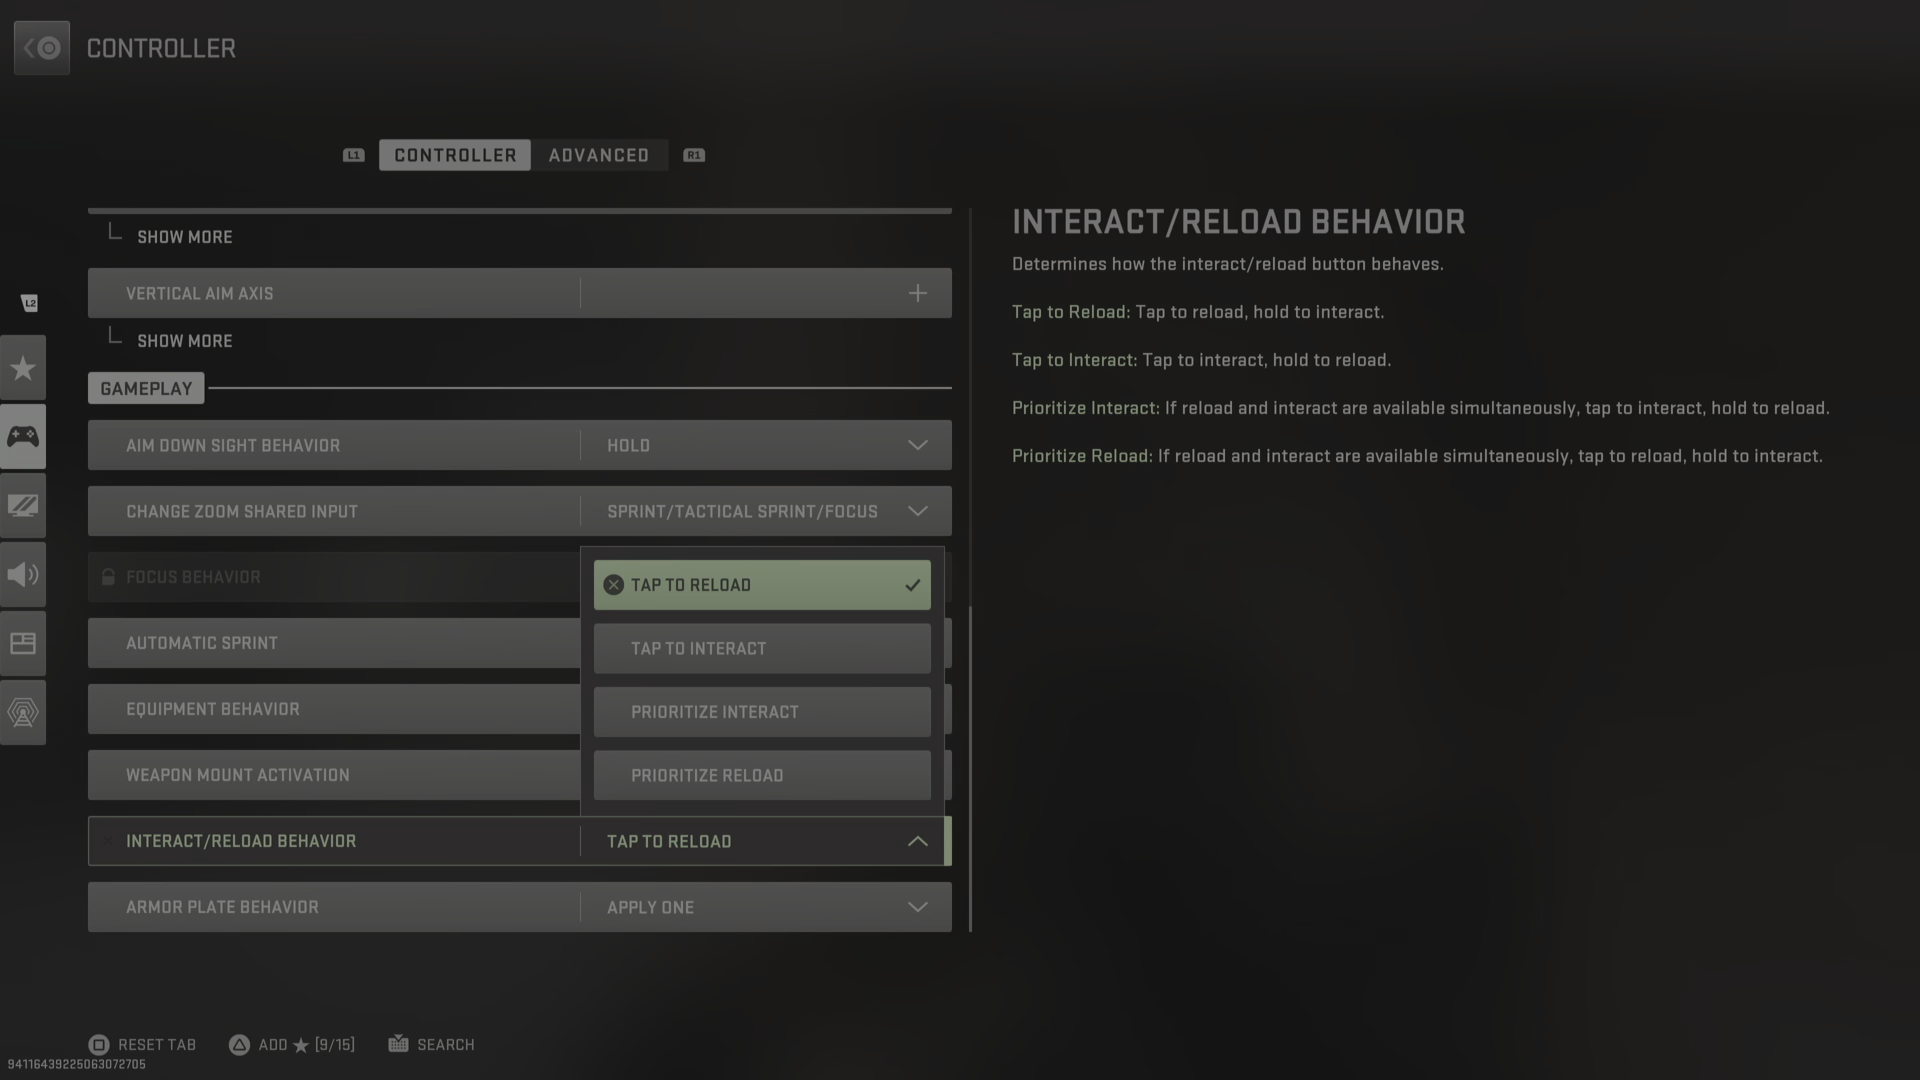 CONTROLLER
L1 CONTROLLER ADVANCED R1
SHOW MORE
VERTICAL AIM AXIS
SHOW MORE
L2
GAMEPLAY
AIM DOWN SIGHT BEHAVIOR HOLD
CHANGE ZOOM SHARED INPUT SPRINT/TACTICAL SPRINT/FOCUS
FOCUS BEHAVIOR
TAP TO RELOAD
AUTOMATIC SPRINT
TAP TO INTERACT
EQUIPMENT BEHAVIOR
PRIORITIZE INTERACT
WEAPON MOUNT ACTIVATION
PRIORITIZE RELOAD
INTERACT/RELOAD BEHAVIOR TAP TO RELOAD
ARMOR PLATE BEHAVIOR APPLY ONE
INTERACT/RELOAD BEHAVIOR
Determines how the interact/reload button behaves.
Tap to Reload: Tap to reload, hold to interact.
Tap to Interact: Tap to interact, hold to reload.
Prioritize Interact: If reload and interact are available simultaneously, tap to interact, hold to reload.
Prioritize Reload: If reload and interact are available simultaneously, tap to reload, hold to interact.
RESET TAB ADD ★ [9/15] SEARCH
94116439225063072705